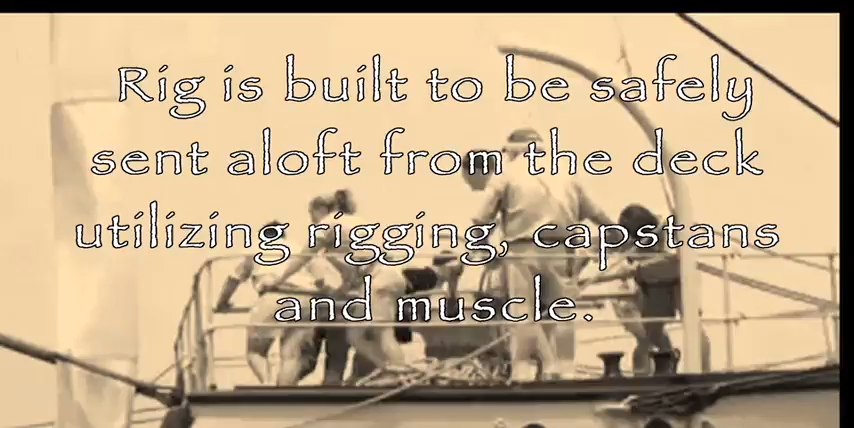 Rig is built to be safely
sent aloft from the deck
utilizing rigging, capstans
and muscle.